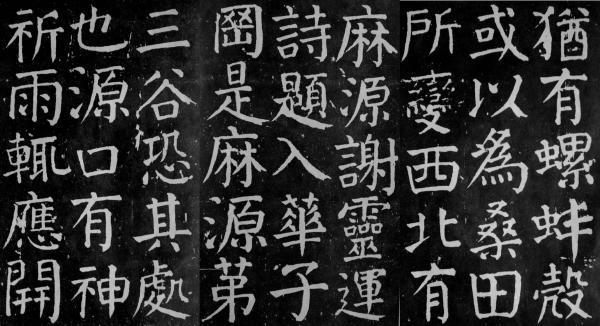 猶有螺蚌殼
或以爲桑田
所變西北有
麻源謝靈運
詩題入華子
岡是麻源苐
三谷恐其處
也源口有神
祈雨輒應開